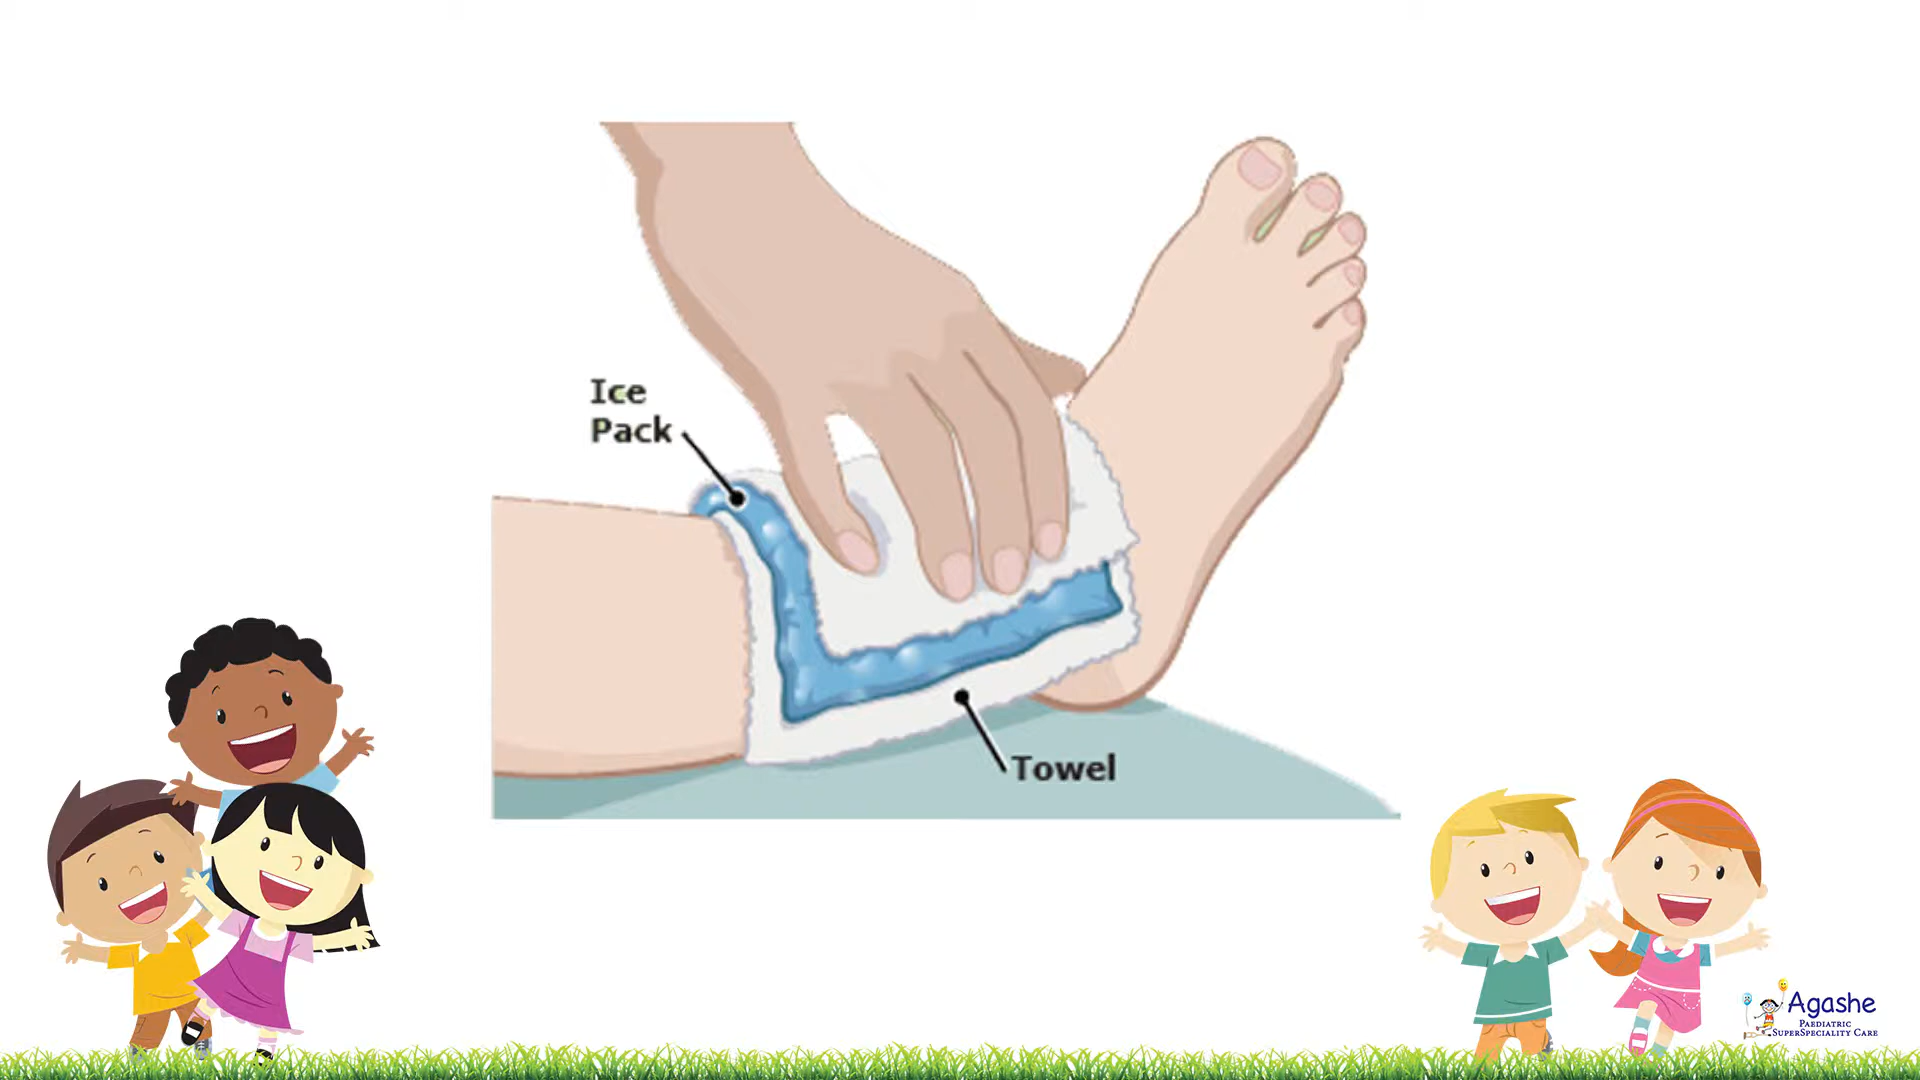 Ice
Pack
Towel
Agashe
Paediatric
SuperSpeciality Care